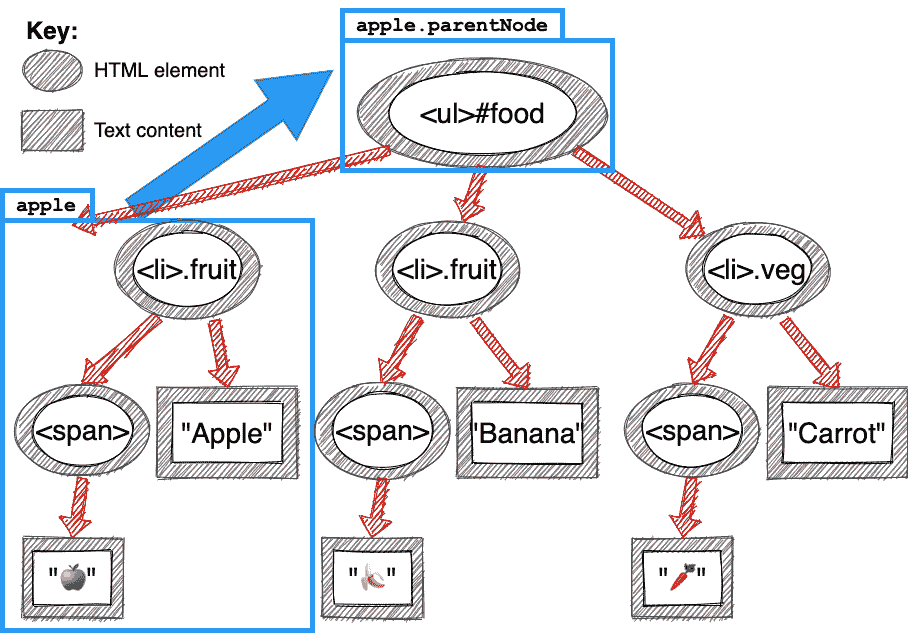 Key:
HTML element
Text content
apple.parentNode
<ul>#food
apple
<li>.fruit
<li>.fruit
<li>.veg
<span>
"Apple"
<span>
"Banana"
<span>
"Carrot"
"🍎"
"🍌"
"🥕"